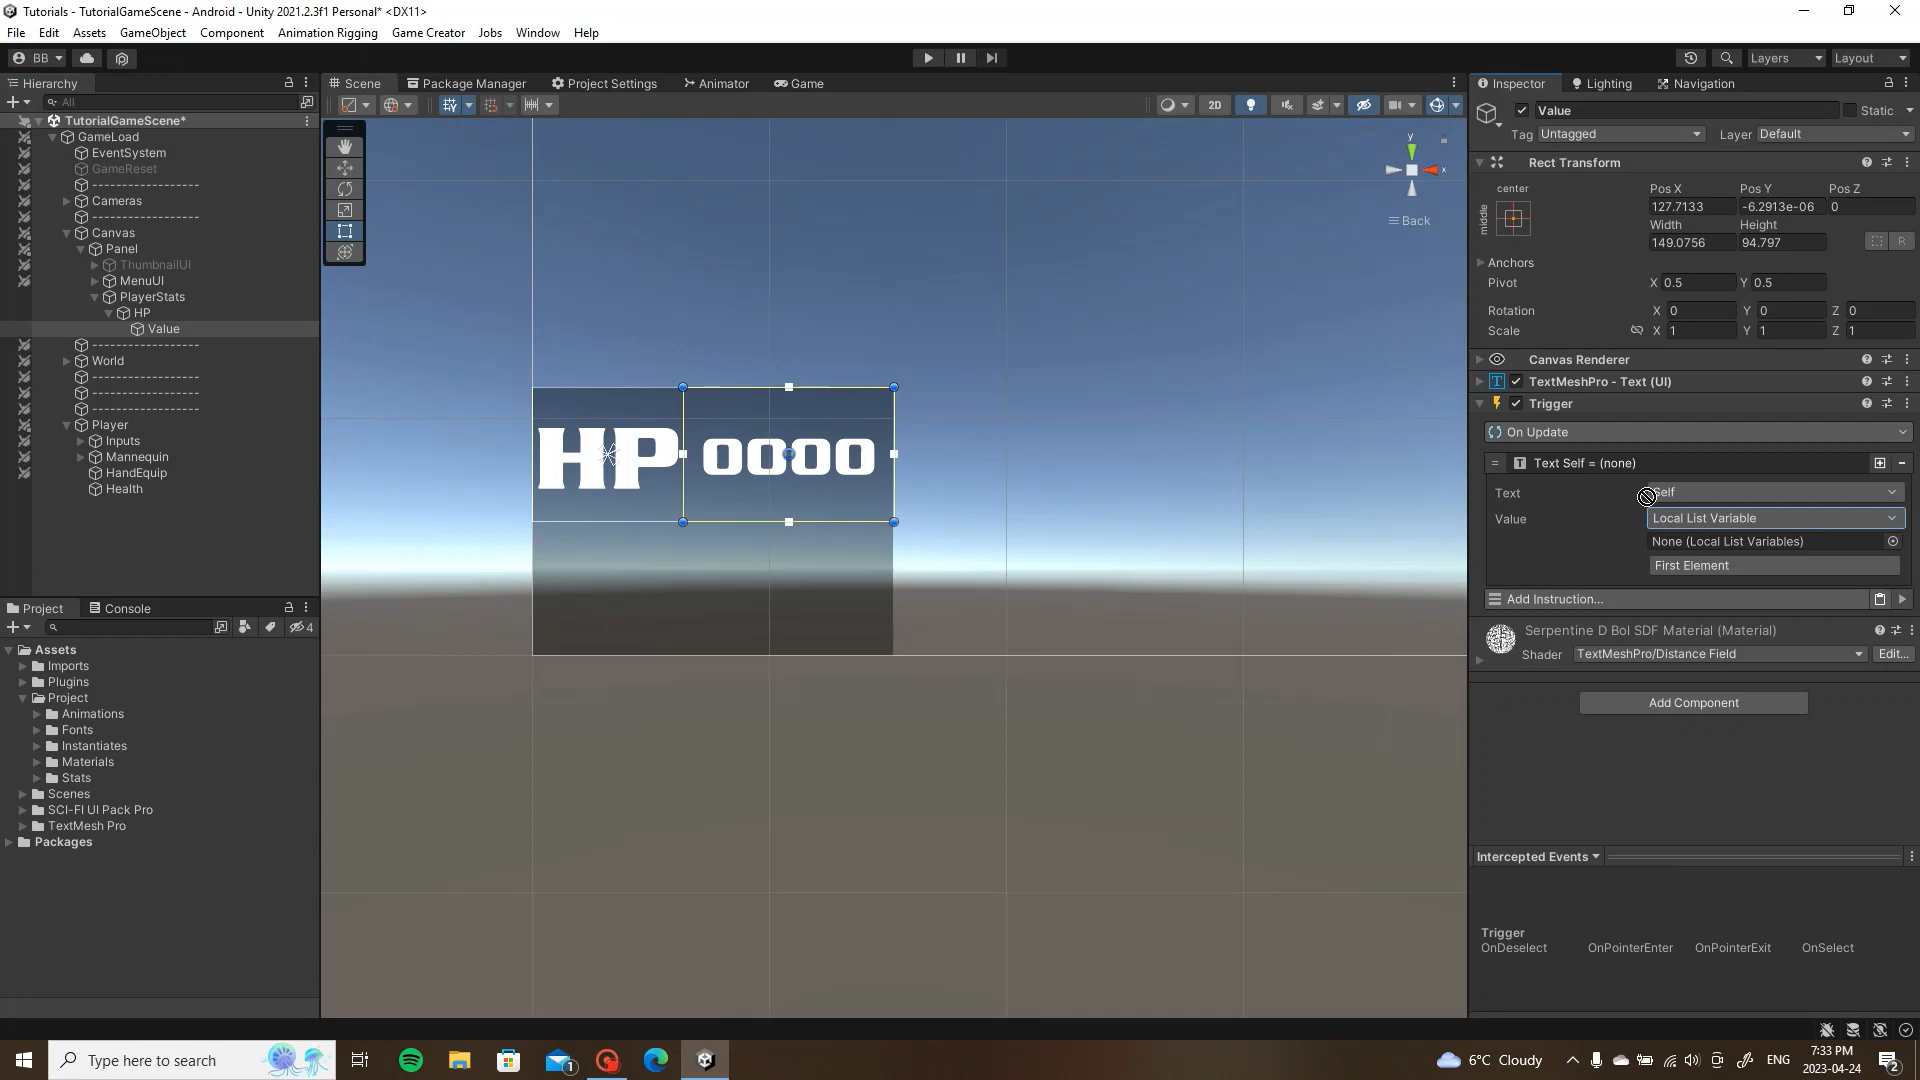 Tutorials - TutorialGameScene - Android - Unity 2021.2.3f1 Personal* <DX11>
File Edit Assets GameObject Component Animation Rigging Game Creator Jobs Window Help
BB Layers Layout
Hierarchy Scene Package Manager Project Settings Animator Game Inspector Lighting Navigation
All
2D
TutorialGameScene*
GameLoad
EventSystem
GameReset
------------------
Cameras
------------------
Canvas
Panel
ThumbnailUI
MenuUI
PlayerStats
HP
Value
------------------
World
------------------
------------------
------------------
Player
Inputs
Mannequin
HandEquip
Health
y
x
Back
HP 0000
Value Static
Tag Untagged Layer Default
Rect Transform
center
middle
Pos X Pos Y Pos Z
127.7133 -6.2913e-06 0
Width Height
149.0756 94.797 R
Anchors
Pivot X 0.5 Y 0.5
Rotation X 0 Y 0 Z 0
Scale X 1 Y 1 Z 1
Canvas Renderer
TextMeshPro - Text (UI)
Trigger
On Update
Text Self = (none)
Text Self
Value Local List Variable
None (Local List Variables)
First Element
Add Instruction...
Serpentine D Bol SDF Material (Material)
Shader TextMeshPro/Distance Field Edit...
Add Component
Intercepted Events
Trigger
OnDeselect OnPointerEnter OnPointerExit OnSelect
Project Console
4
Assets
Imports
Plugins
Project
Animations
Fonts
Instantiates
Materials
Stats
Scenes
SCI-FI UI Pack Pro
TextMesh Pro
Packages
Type here to search
1
6°C Cloudy
ENG
7:33 PM
2023-04-24
2